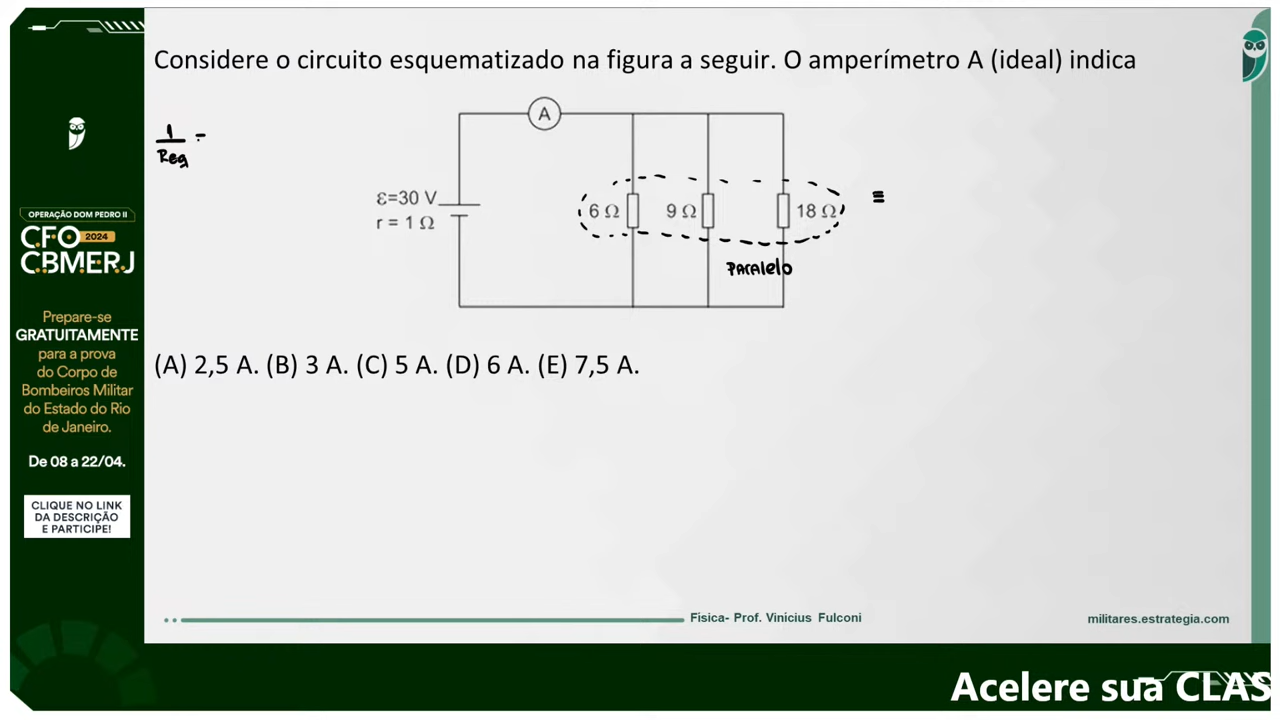 Considere o circuito esquematizado na figura a seguir. O amperímetro A (ideal) indica
1
Req
=
A
ε=30 V
r = 1 Ω
6 Ω
9 Ω
18 Ω
≡
Paralelo
(A) 2,5 A. (B) 3 A. (C) 5 A. (D) 6 A. (E) 7,5 A.
OPERAÇÃO DOM PEDRO II
CFO 2024
CBMERJ
Prepare-se
GRATUITAMENTE
para a prova
do Corpo de
Bombeiros Militar
do Estado do Rio
de Janeiro.
De 08 a 22/04.
CLIQUE NO LINK
DA DESCRIÇÃO
E PARTICIPE!
Física- Prof. Vinícius Fulconi
militares.estrategia.com
Acelere sua CLAS